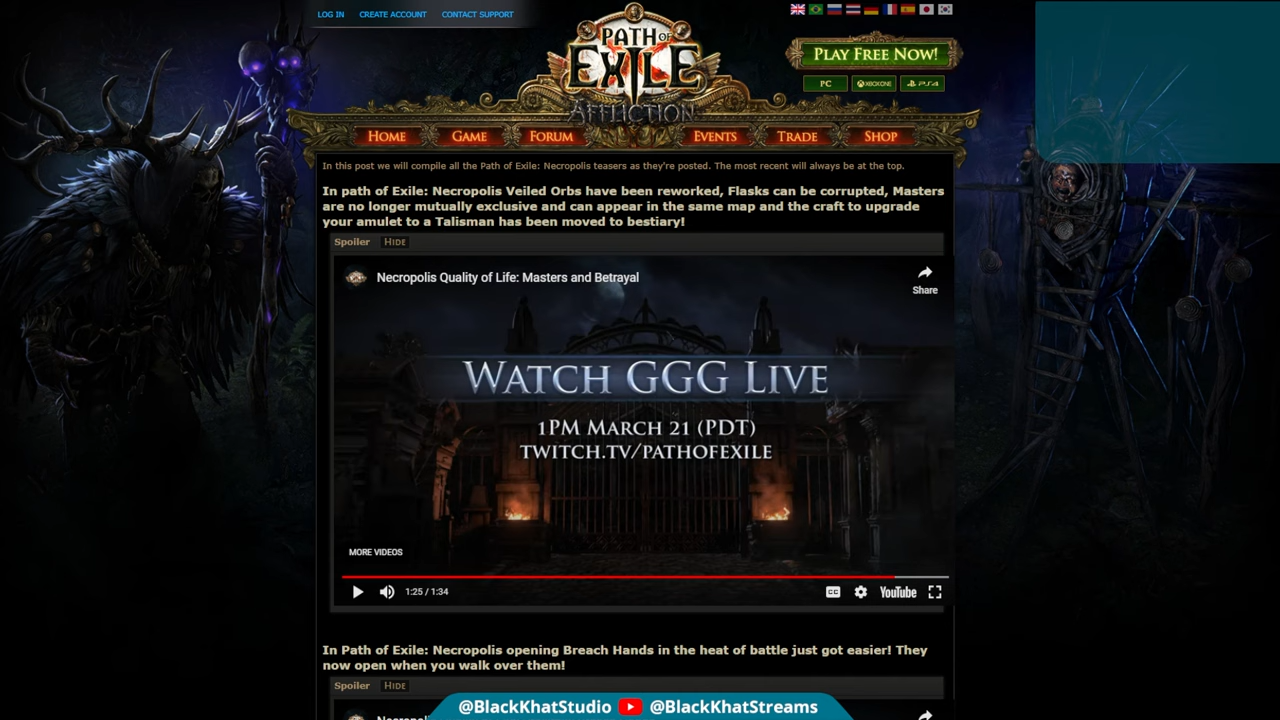 LOG IN CREATE ACCOUNT CONTACT SUPPORT
PATH OF
EXILE
AFFLICTION
PLAY FREE NOW!
PC XBOX ONE PS4
HOME GAME FORUM EVENTS TRADE SHOP
In this post we will compile all the Path of Exile: Necropolis teasers as they're posted. The most recent will always be at the top.
In path of Exile: Necropolis Veiled Orbs have been reworked, Flasks can be corrupted, Masters
are no longer mutually exclusive and can appear in the same map and the craft to upgrade
your amulet to a Talisman has been moved to bestiary!
Spoiler HIDE
Necropolis Quality of Life: Masters and Betrayal
Share
WATCH GGG LIVE
1PM MARCH 21 (PDT)
TWITCH.TV/PATHOFEXILE
MORE VIDEOS
1:25 / 1:34 CC YouTube
In Path of Exile: Necropolis opening Breach Hands in the heat of battle just got easier! They
now open when you walk over them!
Spoiler HIDE
@BlackKhatStudio @BlackKhatStreams